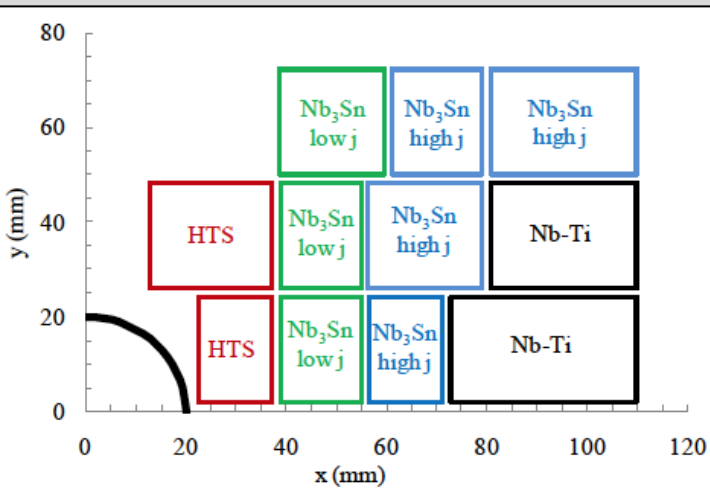 80
60
40
20
0
y (mm)
Nb₃Sn
low j
Nb₃Sn
high j
Nb₃Sn
high j
HTS
Nb₃Sn
low j
Nb₃Sn
high j
Nb-Ti
HTS
Nb₃Sn
low j
Nb₃Sn
high j
Nb-Ti
0 20 40 60 80 100 120
x (mm)